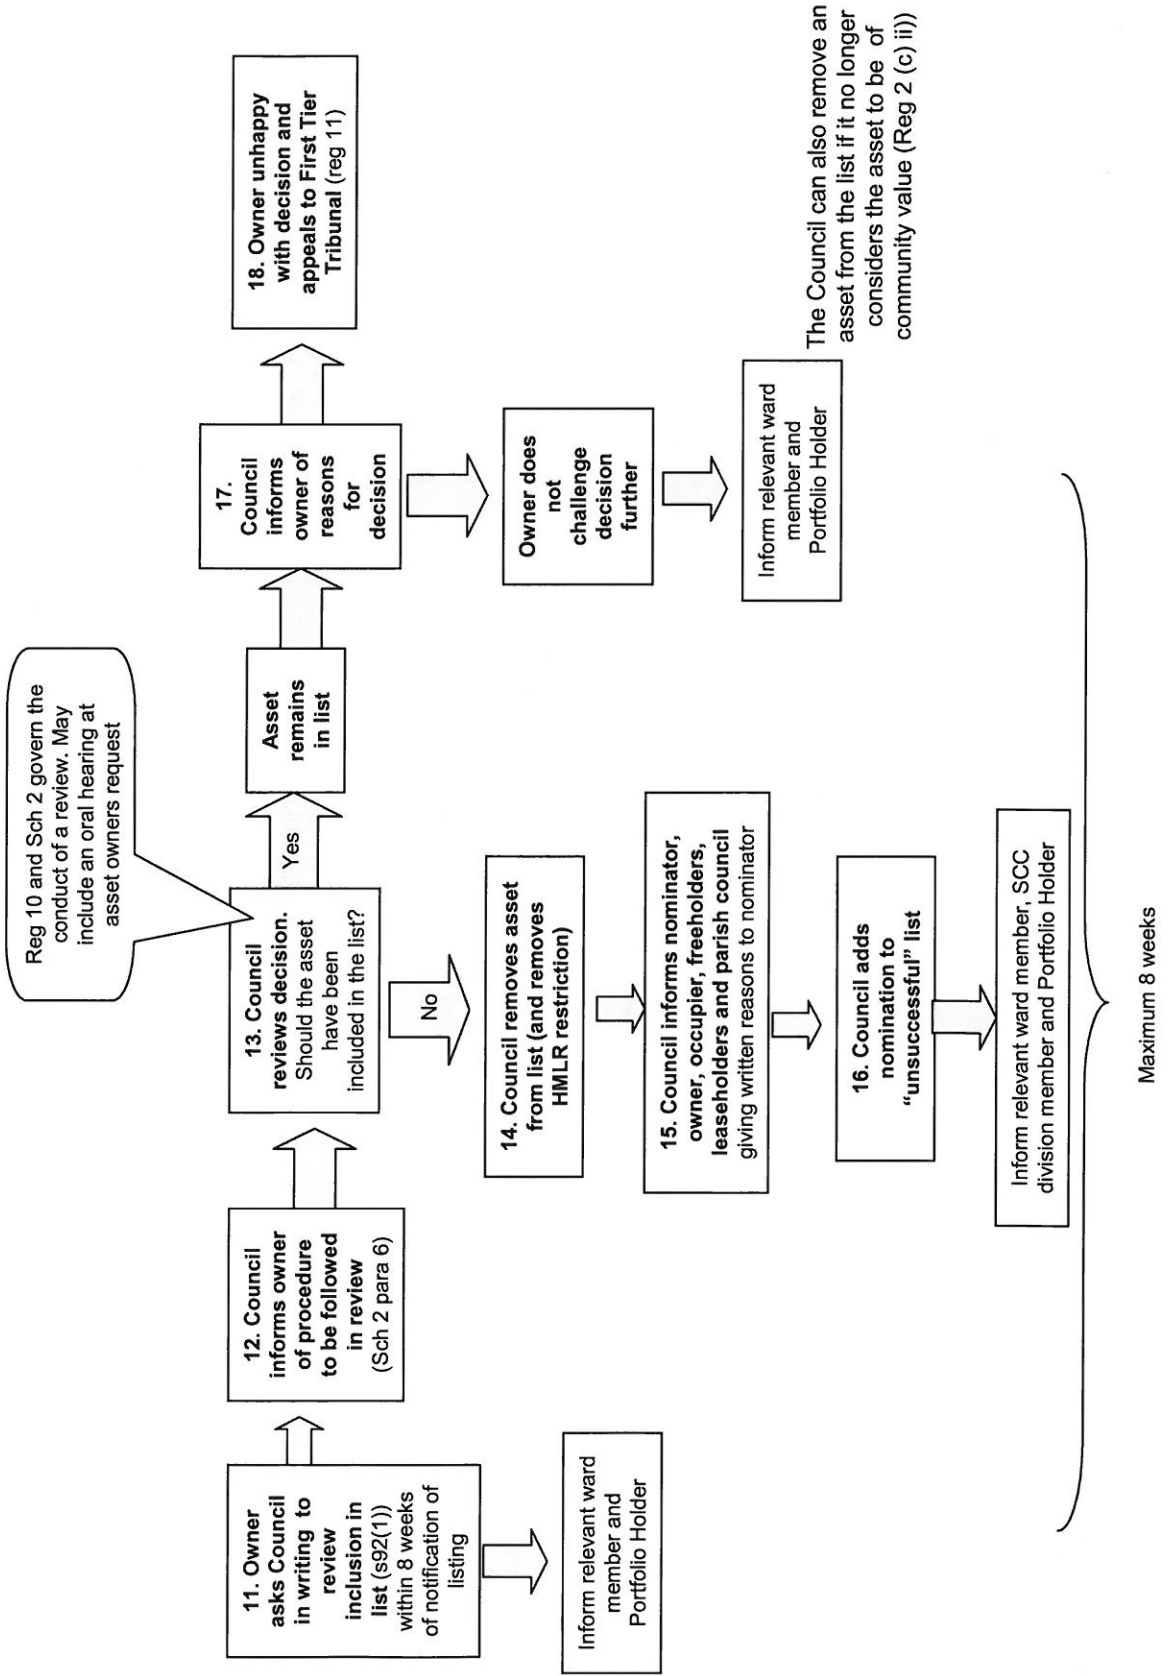 Reg 10 and Sch 2 govern the
conduct of a review. May
include an oral hearing at
asset owners request
11. Owner
asks Council
in writing to
review
inclusion in
list (s92(1))
within 8 weeks
of notification of
listing
Inform relevant ward
member and
Portfolio Holder
12. Council
informs owner
of procedure
to be followed
in review
(Sch 2 para 6)
13. Council
reviews decision.
Should the asset
have been
included in the list?
Yes
No
14. Council removes asset
from list (and removes
HMLR restriction)
15. Council informs nominator,
owner, occupier, freeholders,
leaseholders and parish council
giving written reasons to nominator
16. Council adds
nomination to
“unsuccessful” list
Inform relevant ward member, SCC
division member and Portfolio Holder
Asset
remains
in list
17.
Council
informs
owner of
reasons
for
decision
Owner does
not
challenge
decision
further
Inform relevant ward
member and
Portfolio Holder
18. Owner unhappy
with decision and
appeals to First Tier
Tribunal (reg 11)
The Council can also remove an
asset from the list if it no longer
considers the asset to be of
community value (Reg 2 (c) ii))
Maximum 8 weeks